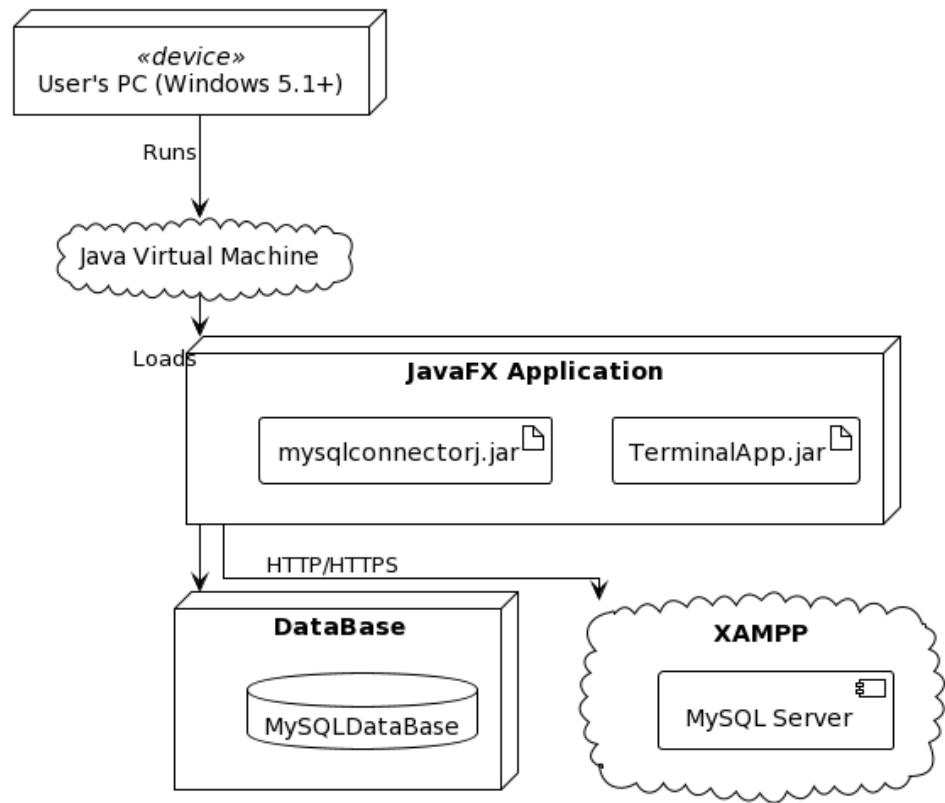 «device»
User's PC (Windows 5.1+)
Runs
Java Virtual Machine
Loads
JavaFX Application
mysqlconnectorj.jar
TerminalApp.jar
HTTP/HTTPS
DataBase
MySQLDataBase
XAMPP
MySQL Server